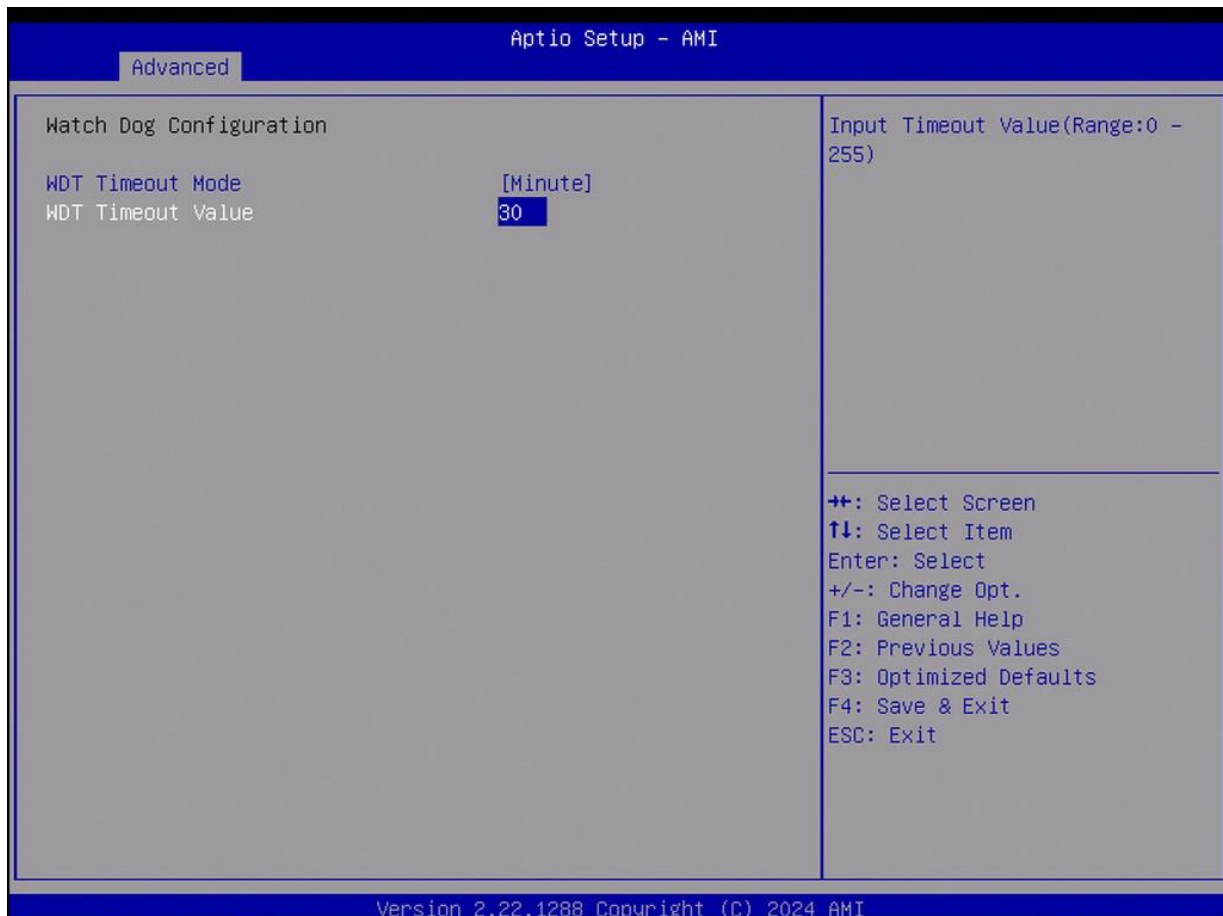 Aptio Setup – AMI
Advanced
Watch Dog Configuration
WDT Timeout Mode [Minute]
WDT Timeout Value 30
Input Timeout Value(Range:0 –
255)
→←: Select Screen
↑↓: Select Item
Enter: Select
+/-: Change Opt.
F1: General Help
F2: Previous Values
F3: Optimized Defaults
F4: Save & Exit
ESC: Exit
Version 2.22.1288 Copyright (C) 2024 AMI